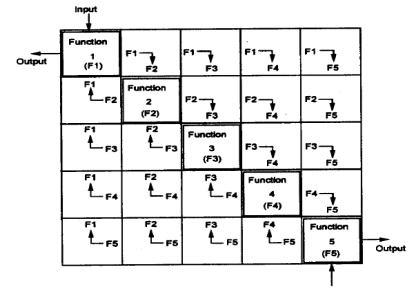 Input
Output
Function 1 (F1)
F1 F2
F1 F3
F1 F4
F1 F5
F1 F2
Function 2 (F2)
F2 F3
F2 F4
F2 F5
F1 F3
F2 F3
Function 3 (F3)
F3 F4
F3 F5
F1 F4
F2 F4
F3 F4
Function 4 (F4)
F4 F5
F1 F5
F2 F5
F3 F5
F4 F5
Function 5 (F5)
Output